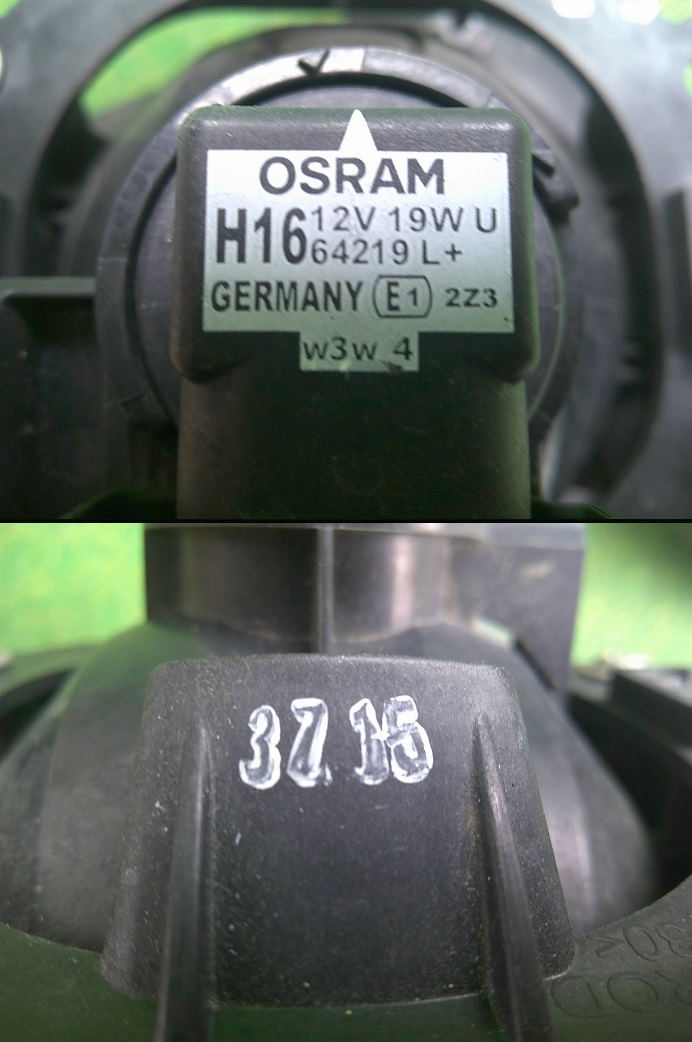 OSRAM
H16 12V 19W U
64219 L+
GERMANY E1 2Z3
w3w 4
37 15